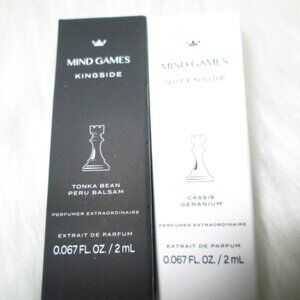 MIND GAMES
KINGSIDE
TONKA BEAN
PERU BALSAM
PERFUMER EXTRAORDINAIRE
EXTRAIT DE PARFUM
0.067 FL. OZ. / 2 mL
MIND GAMES
QUEENSIDE
CASSIS
GERANIUM
PERFUMER EXTRAORDINAIRE
EXTRAIT DE PARFUM
0.067 FL. OZ. / 2 mL